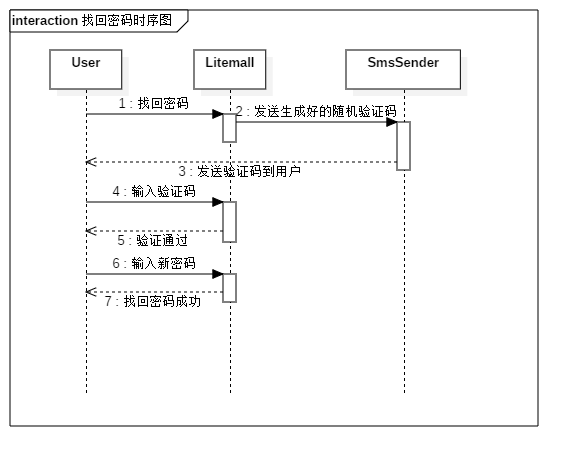 interaction 找回密码时序图
User
Litemall
SmsSender
1 : 找回密码
2 : 发送生成好的随机验证码
3 : 发送验证码到用户
4 : 输入验证码
5 : 验证通过
6 : 输入新密码
7 : 找回密码成功